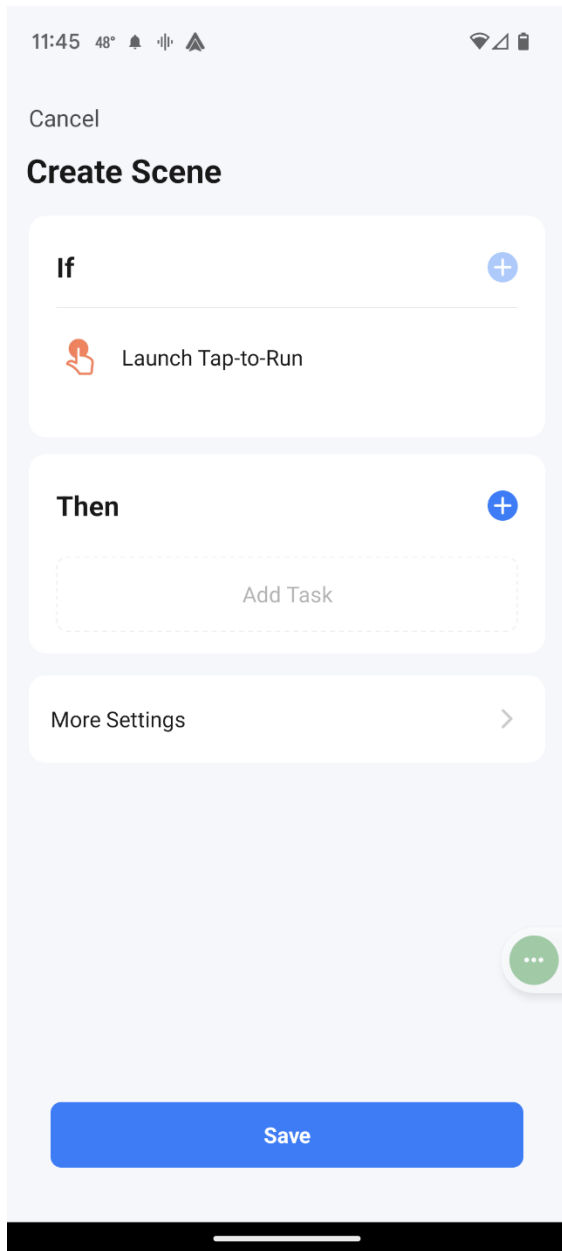 11:45 48°
Cancel
Create Scene
If
Launch Tap-to-Run
Then
Add Task
More Settings
Save